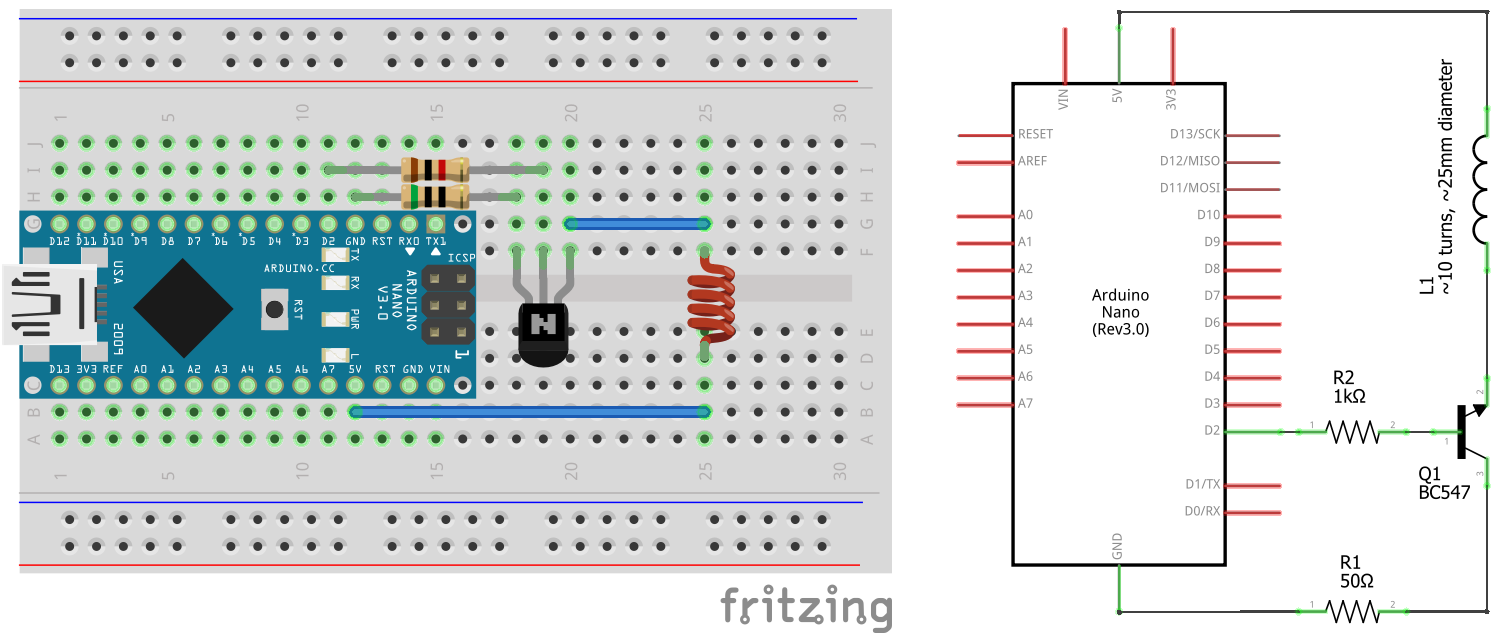 1 5 10 15 20 25 30
J J
I I
H H
G G
D12 D11 D10 D9 D8 D7 D6 D5 D4 D3 D2 GND RST RX0 TX1
F F
USA
ARDUINO.CC
TX
RX
RST
PWR
L
ARDUINO
NANO
V3.0
ICSP
1
2009
E E
D D
D13 3V3 REF A0 A1 A2 A3 A4 A5 A6 A7 5V RST GND VIN
C C
B B
A A
1 5 10 15 20 25 30
fritzing
VIN
5V
3V3
RESET
AREF
A0
A1
A2
A3
A4
A5
A6
A7
Arduino
Nano
(Rev3.0)
D13/SCK
D12/MISO
D11/MOSI
D10
D9
D8
D7
D6
D5
D4
D3
D2
D1/TX
D0/RX
GND
L1
~10 turns, ~25mm diameter
R2
1kΩ
1 2
2
1
3
Q1
BC547
R1
50Ω
1 2